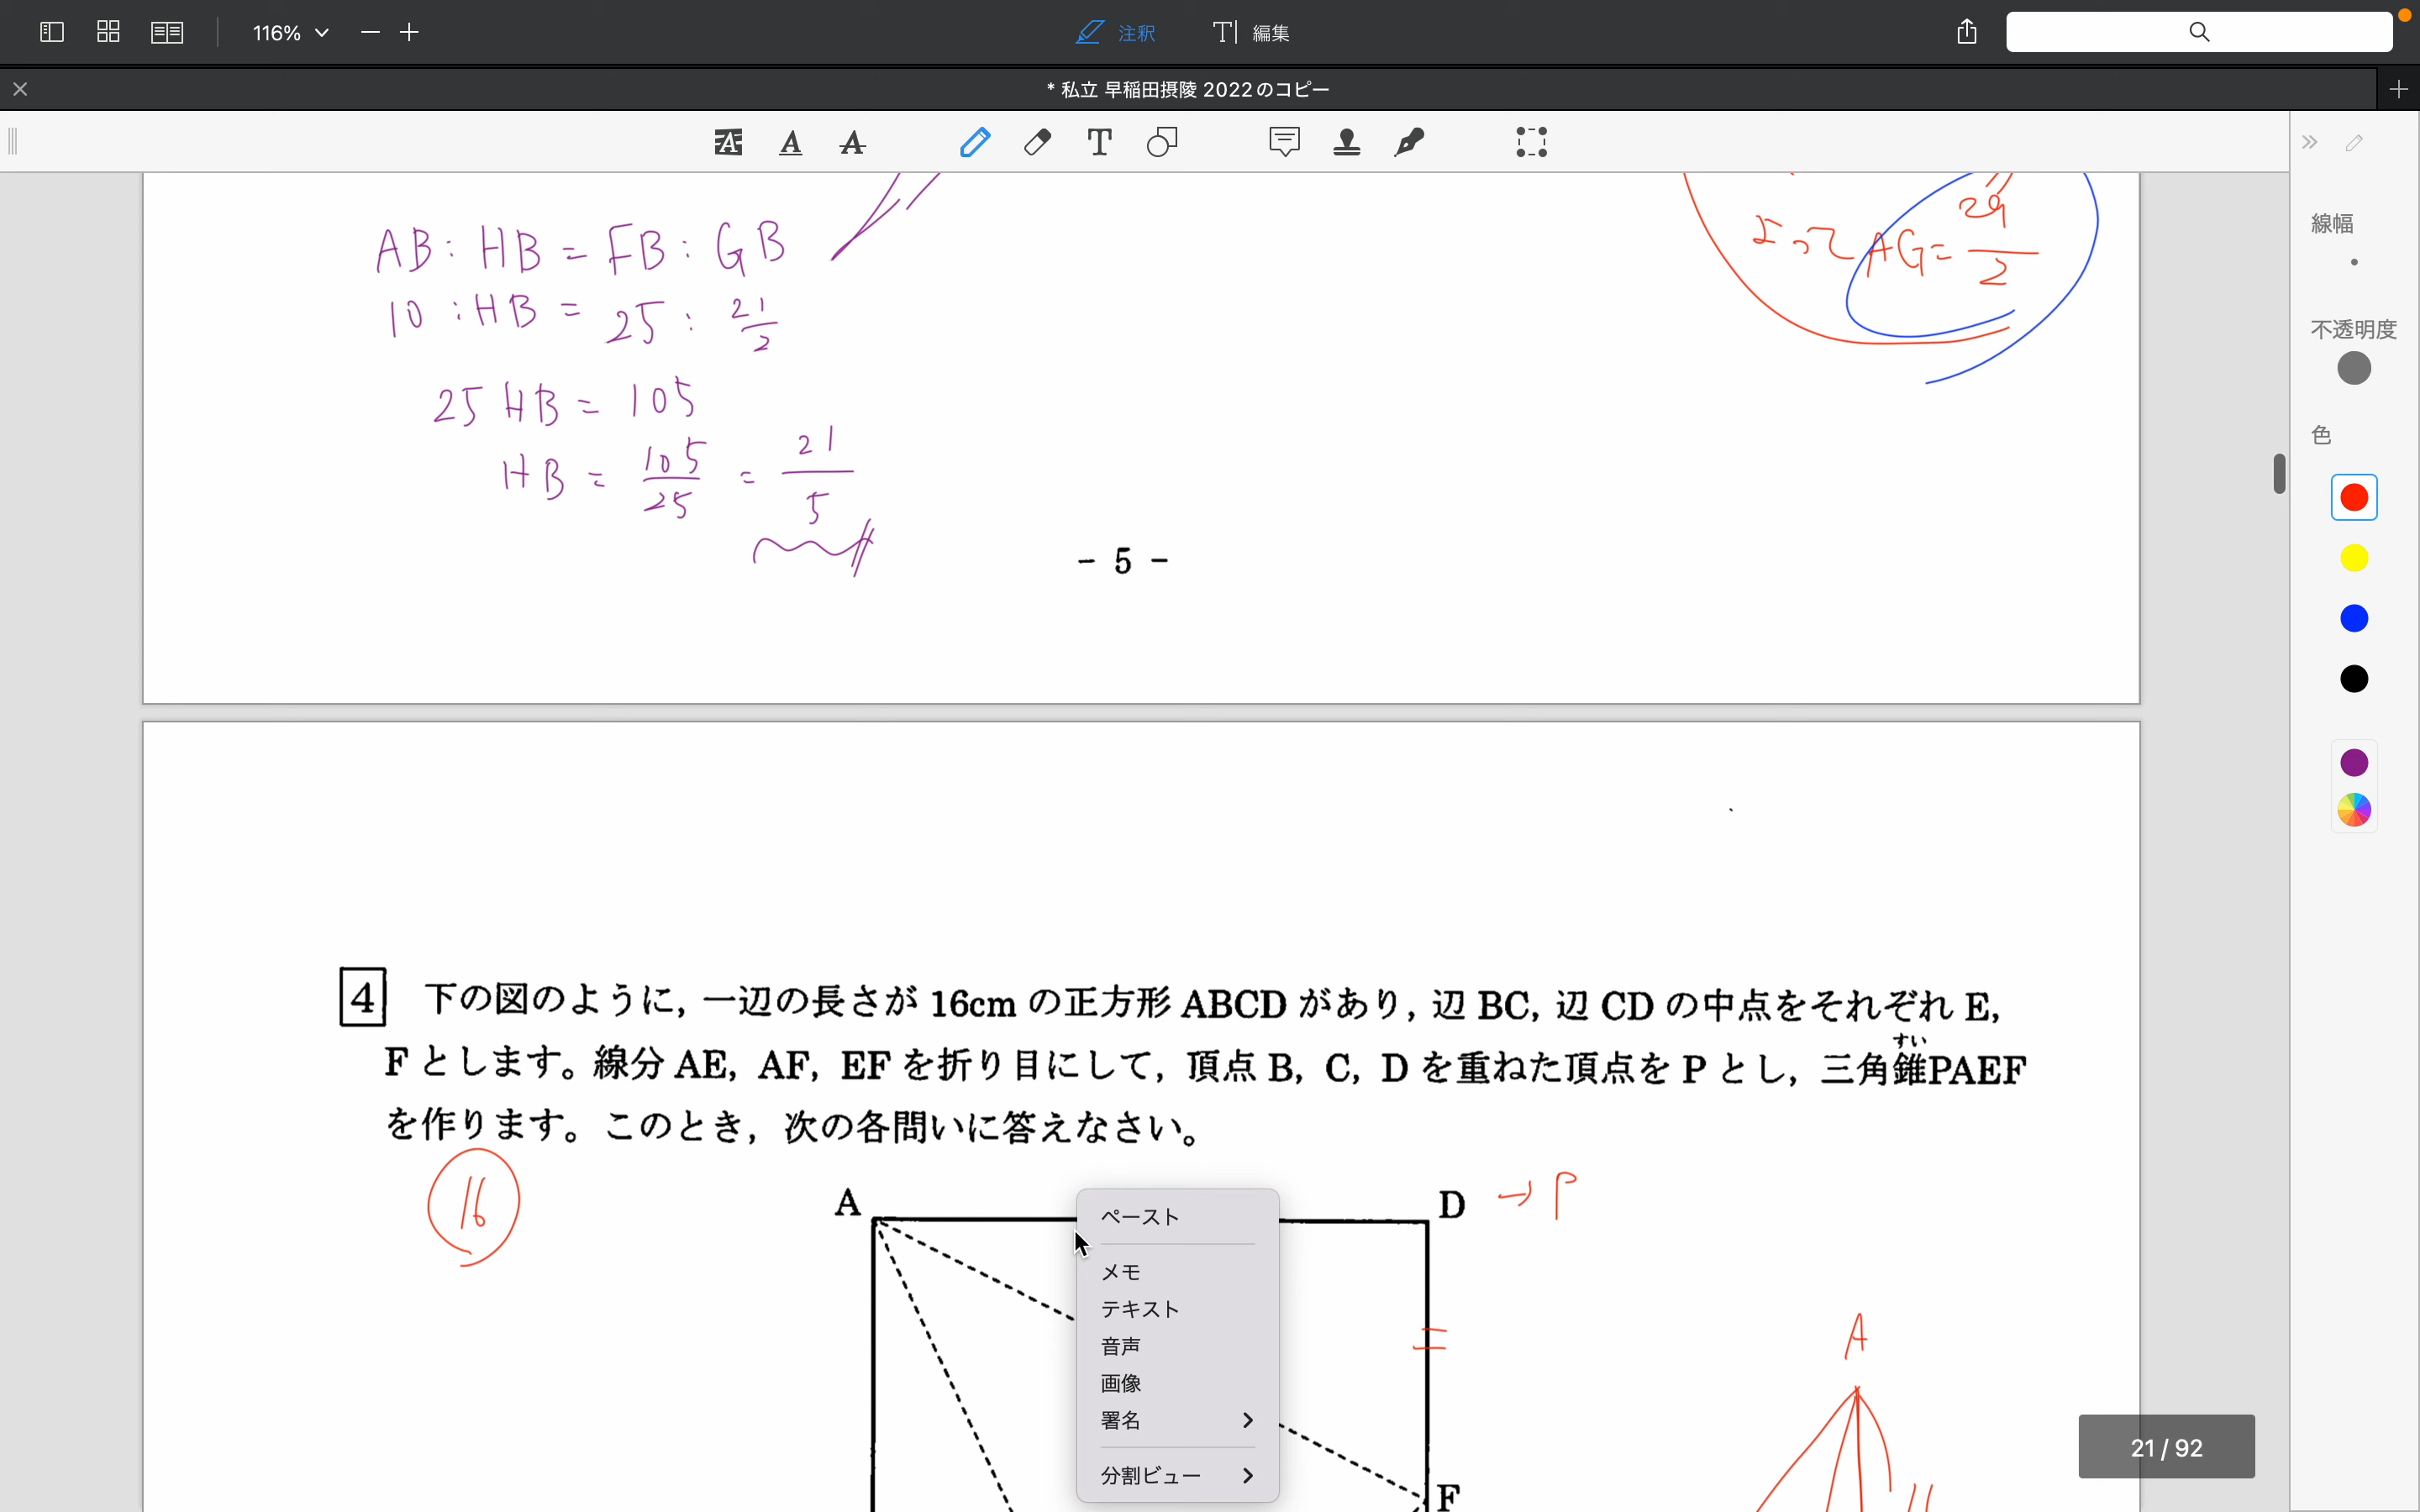 116%
注釈
編集
* 私立 早稲田摂陵 2022のコピー
線幅
不透明度
色
AB : HB = FB : GB
10 : HB = 25 : 21/2
25 HB = 105
HB = 105/25 = 21/5
よって AG = 29/2
- 5 -
4 下の図のように, 一辺の長さが 16cm の正方形 ABCD があり, 辺 BC, 辺 CD の中点をそれぞれ E,
すい
F とします。線分 AE, AF, EF を折り目にして, 頂点 B, C, D を重ねた頂点を P とし, 三角錐PAEF
を作ります。このとき, 次の各問いに答えなさい。
16
A
D → P
ペースト
メモ
テキスト
音声
画像
署名
分割ビュー
A
F
21 / 92